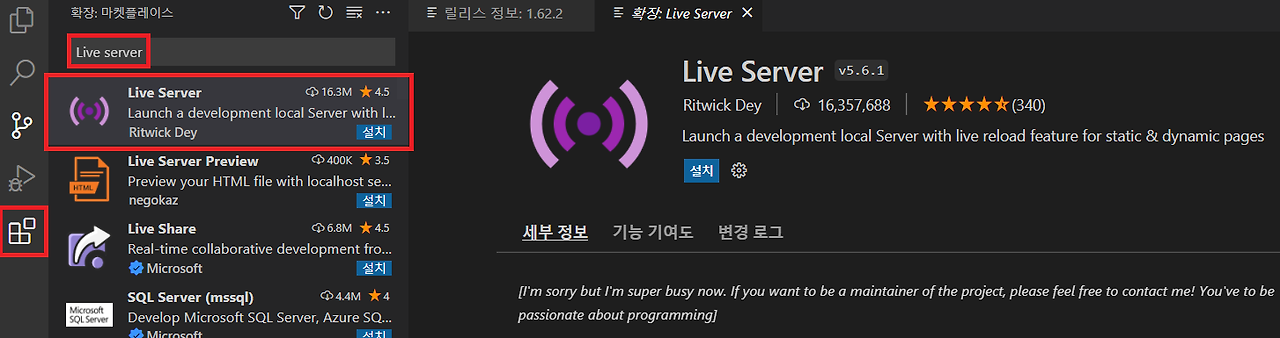 확장: 마켓플레이스
Live server
Live Server 16.3M 4.5
Launch a development local Server with l...
Ritwick Dey 설치
HTML
Live Server Preview 400K 3.5
Preview your HTML file with localhost se...
negokaz 설치
Live Share 6.8M 4.5
Real-time collaborative development fro...
Microsoft 설치
Microsoft
SQL Server
SQL Server (mssql) 4.4M 4
Develop Microsoft SQL Server, Azure SQ...
Microsoft 설치
릴리스 정보: 1.62.2
확장: Live Server
Live Server v5.6.1
Ritwick Dey 16,357,688 (340)
Launch a development local Server with live reload feature for static & dynamic pages
설치
세부 정보 기능 기여도 변경 로그
[I'm sorry but I'm super busy now. If you want to be a maintainer of the project, please feel free to contact me! You've to be
passionate about programming]